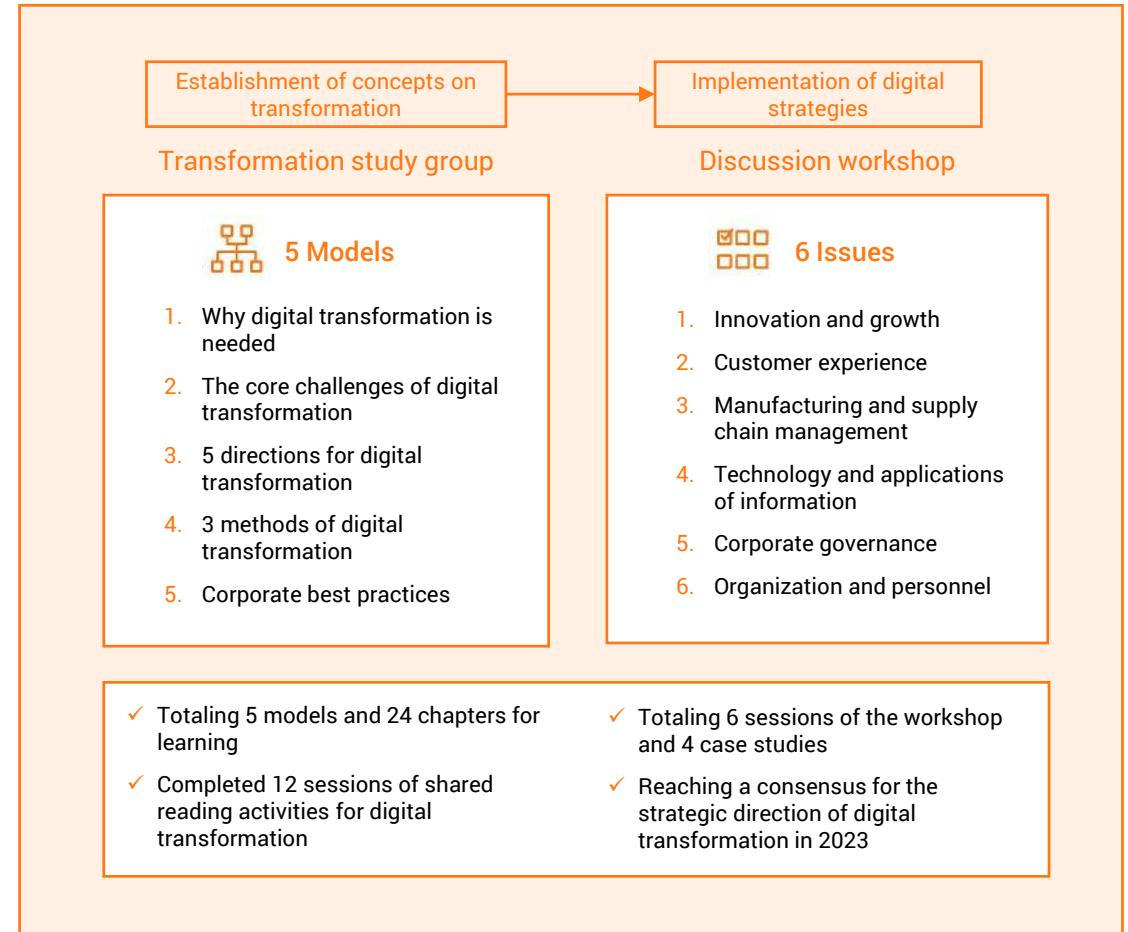 Establishment of concepts on
transformation
Implementation of digital
strategies
Transformation study group
Discussion workshop
5 Models
1. Why digital transformation is
needed
2. The core challenges of digital
transformation
3. 5 directions for digital
transformation
4. 3 methods of digital
transformation
5. Corporate best practices
6 Issues
1. Innovation and growth
2. Customer experience
3. Manufacturing and supply
chain management
4. Technology and applications
of information
5. Corporate governance
6. Organization and personnel
✓ Totaling 5 models and 24 chapters for
learning
✓ Completed 12 sessions of shared
reading activities for digital
transformation
✓ Totaling 6 sessions of the workshop
and 4 case studies
✓ Reaching a consensus for the
strategic direction of digital
transformation in 2023